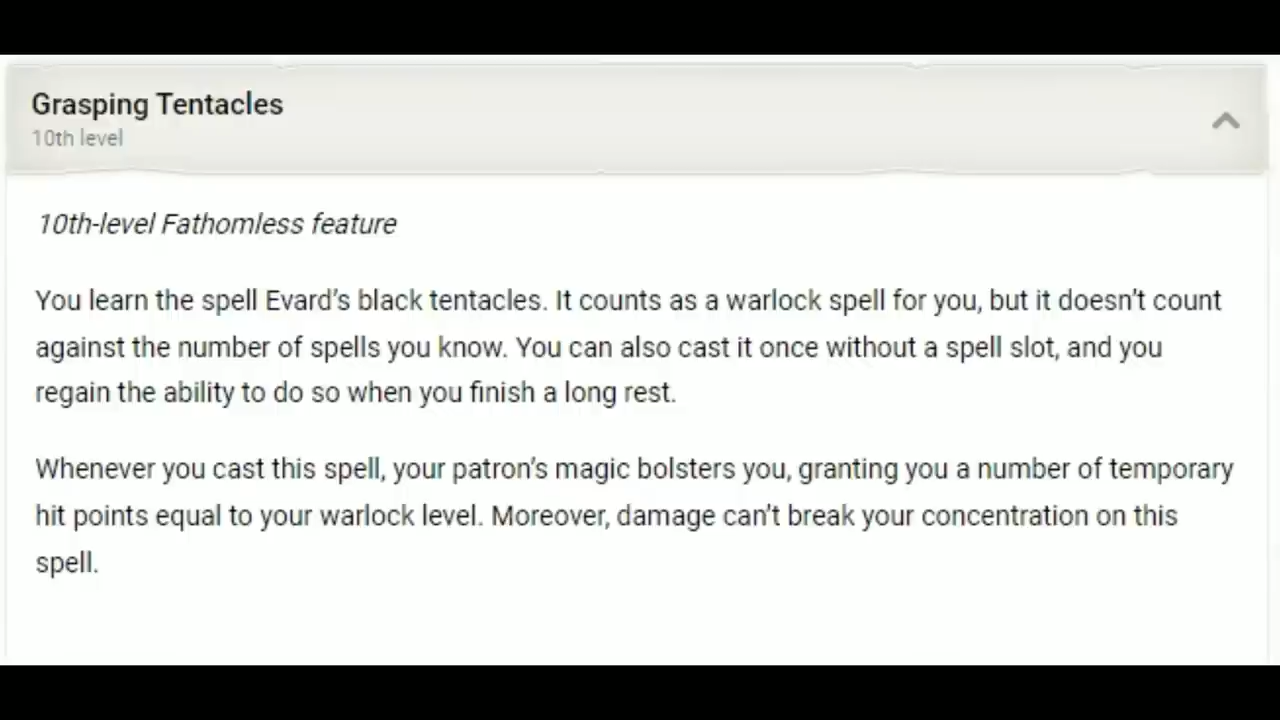 Grasping Tentacles
10th level
10th-level Fathomless feature
You learn the spell Evard’s black tentacles. It counts as a warlock spell for you, but it doesn’t count
against the number of spells you know. You can also cast it once without a spell slot, and you
regain the ability to do so when you finish a long rest.
Whenever you cast this spell, your patron’s magic bolsters you, granting you a number of temporary
hit points equal to your warlock level. Moreover, damage can’t break your concentration on this
spell.